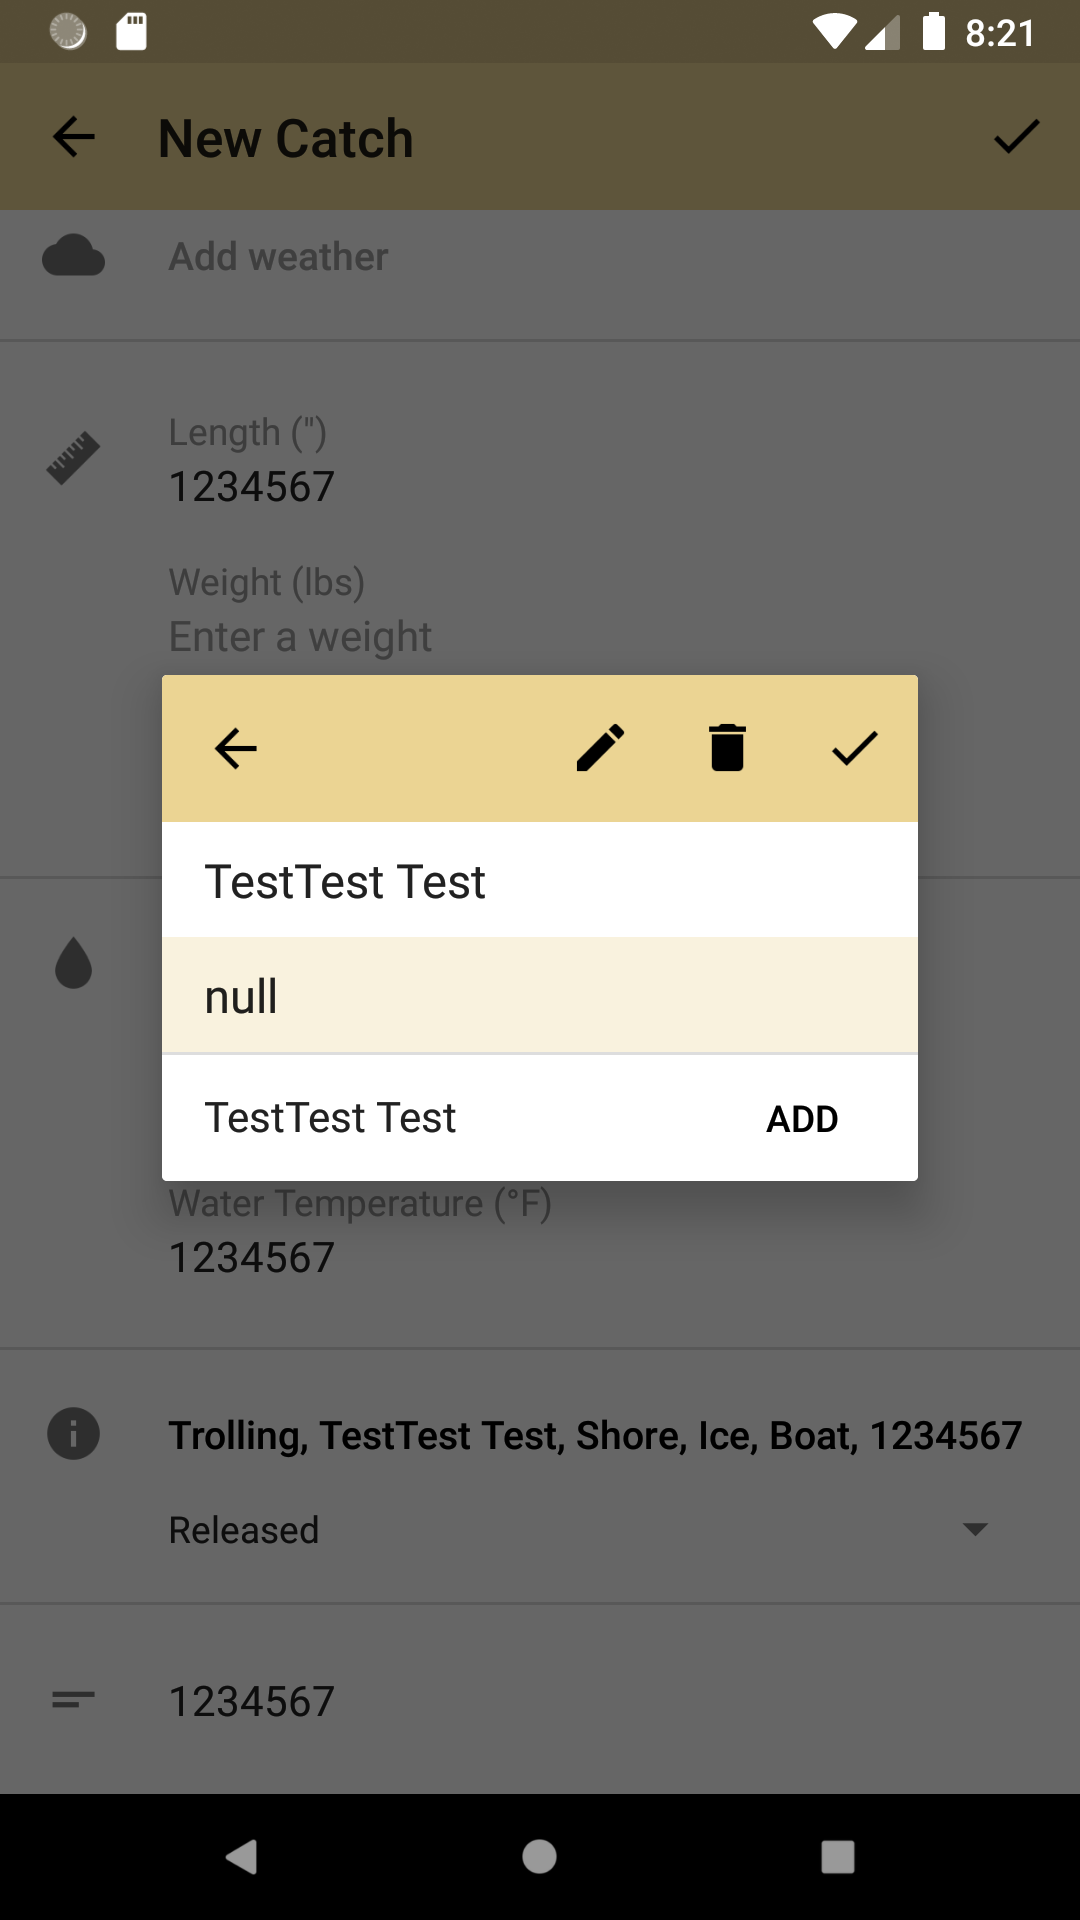 8:21
New Catch
Add weather
Length (")
1234567
Weight (lbs)
Enter a weight
TestTest Test
null
TestTest Test ADD
Water Temperature (°F)
1234567
Trolling, TestTest Test, Shore, Ice, Boat, 1234567
Released
1234567